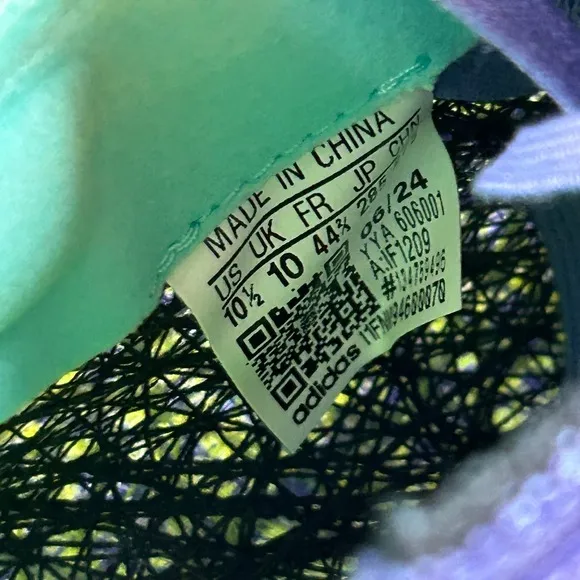 MADE IN CHINA
US UK FR JP CHN
10½ 10 44⅔ 285
06/24
YYA 606001
A:IF1209
adidas